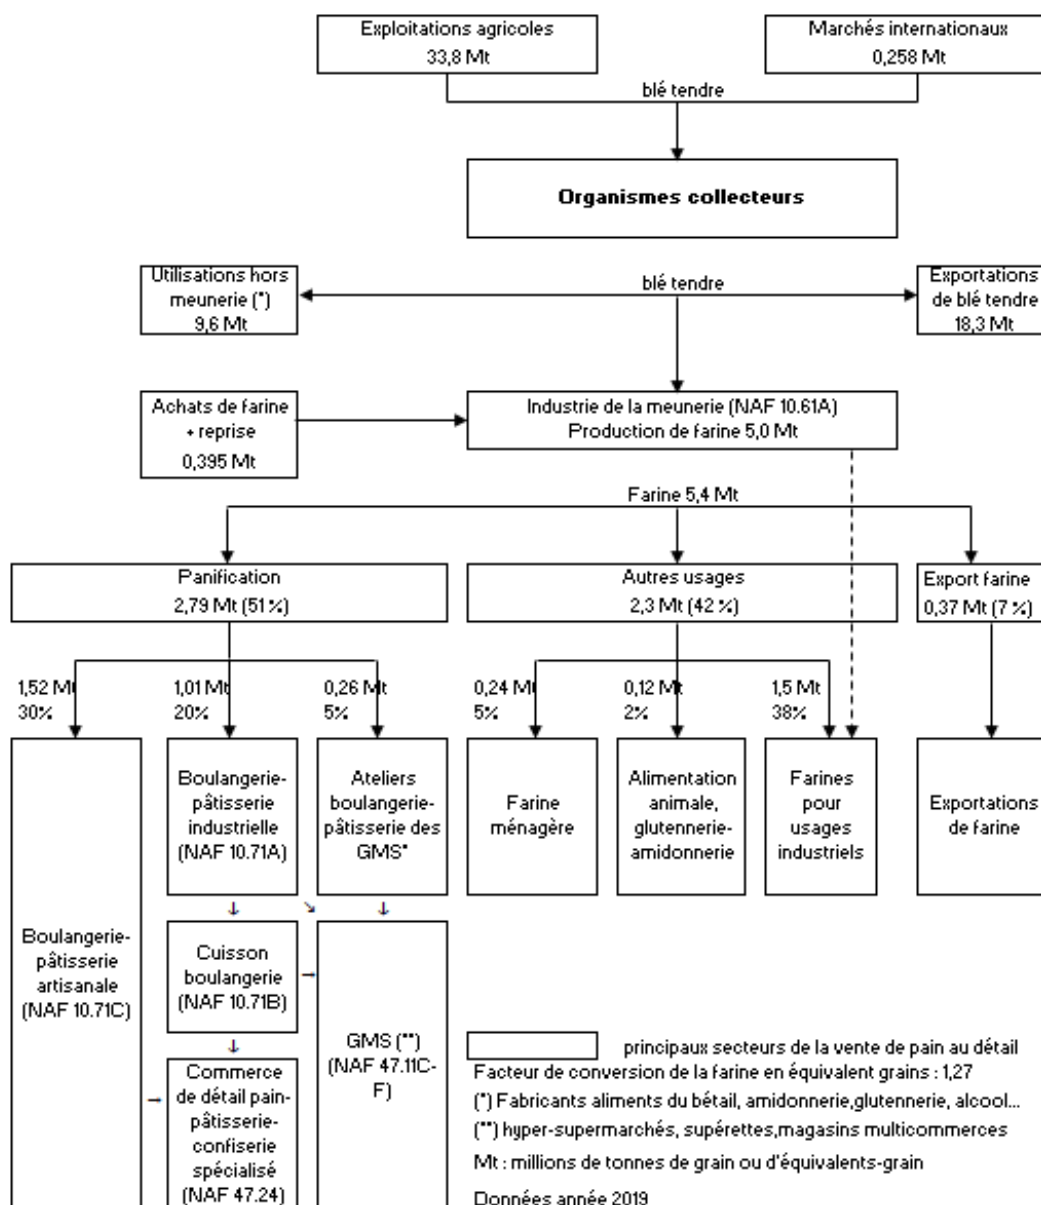 Exploitations agricoles
33,8 Mt
Marchés internationaux
0,258 Mt
blé tendre
Organismes collecteurs
Utilisations hors
meunerie (*)
9,6 Mt
blé tendre
Exportations
de blé tendre
18,3 Mt
Achats de farine
+ reprise
0,395 Mt
Industrie de la meunerie (NAF 10.61A)
Production de farine 5,0 Mt
Farine 5,4 Mt
Panification
2,79 Mt (51 %)
Autres usages
2,3 Mt (42 %)
Export farine
0,37 Mt (7 %)
1,52 Mt
30%
1,01 Mt
20%
0,26 Mt
5%
0,24 Mt
5%
0,12 Mt
2%
1,5 Mt
38%
Boulangerie-
pâtisserie
artisanale
(NAF 10.71C)
Boulangerie-
pâtisserie
industrielle
(NAF 10.71A)
Ateliers
boulangerie-
pâtisserie des
GMS*
Farine
ménagère
Alimentation
animale,
glutennerie-
amidonnerie
Farines
pour
usages
industriels
Exportations
de farine
Cuisson
boulangerie
(NAF 10.71B)
GMS (**)
(NAF 47.11C-
F)
Commerce
de détail pain-
pâtisserie-
confiserie
spécialisé
(NAF 47.24)
principaux secteurs de la vente de pain au détail
Facteur de conversion de la farine en équivalent grains : 1,27
(*) Fabricants aliments du bétail, amidonnerie,glutennerie, alcool...
(**) hyper-supermarchés, supérettes,magasins multicommerces
Mt : millions de tonnes de grain ou d'équivalents-grain
Données année 2019